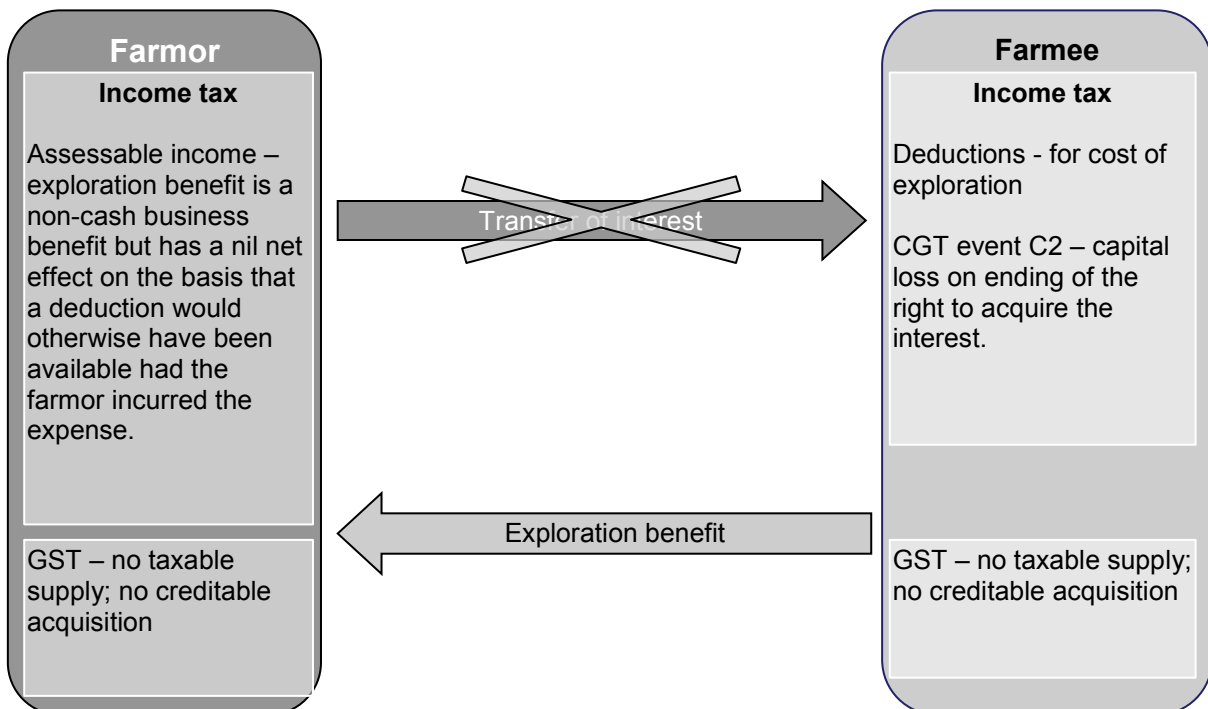 Farmor
Income tax
Assessable income –
exploration benefit is a
non-cash business
benefit but has a nil net
effect on the basis that
a deduction would
otherwise have been
available had the
farmor incurred the
expense.
GST – no taxable
supply; no creditable
acquisition
Transfer of interest
Exploration benefit
Farmee
Income tax
Deductions - for cost of
exploration
CGT event C2 – capital
loss on ending of the
right to acquire the
interest.
GST – no taxable supply;
no creditable acquisition